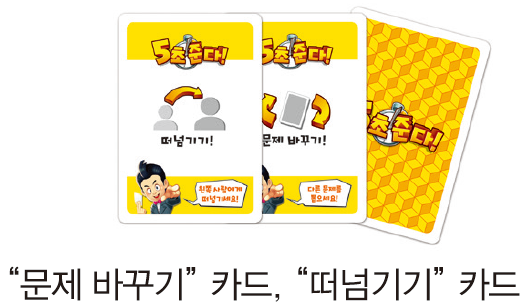 5초 준다!
떠넘기기!
왼쪽 사람에게
떠넘기세요!
5초 준다!
문제 바꾸기!
다른 문제를
뽑으세요!
5초 준다!
“문제 바꾸기” 카드, “떠넘기기” 카드